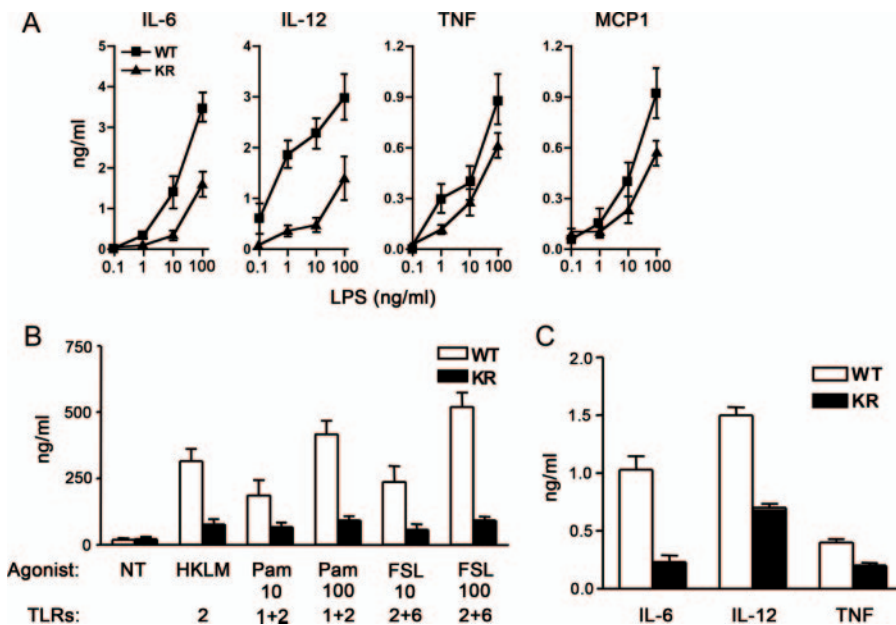 A
IL-6 IL-12 TNF MCP1
5 4 1.2 1.2
WT
KR
4 3 0.9 0.9
3
2 0.6 0.6
2
1 0.3 0.3
1
0 0 0.0 0.0
ng/ml
0.1 1 10 100 0.1 1 10 100 0.1 1 10 100 0.1 1 10 100
LPS (ng/ml)
B
750
500
250
0
ng/ml
WT
KR
Agonist: NT HKLM Pam Pam FSL FSL
10 100 10 100
TLRs: 2 1+2 1+2 2+6 2+6
C
2.0
1.5
1.0
0.5
0.0
ng/ml
WT
KR
IL-6 IL-12 TNF